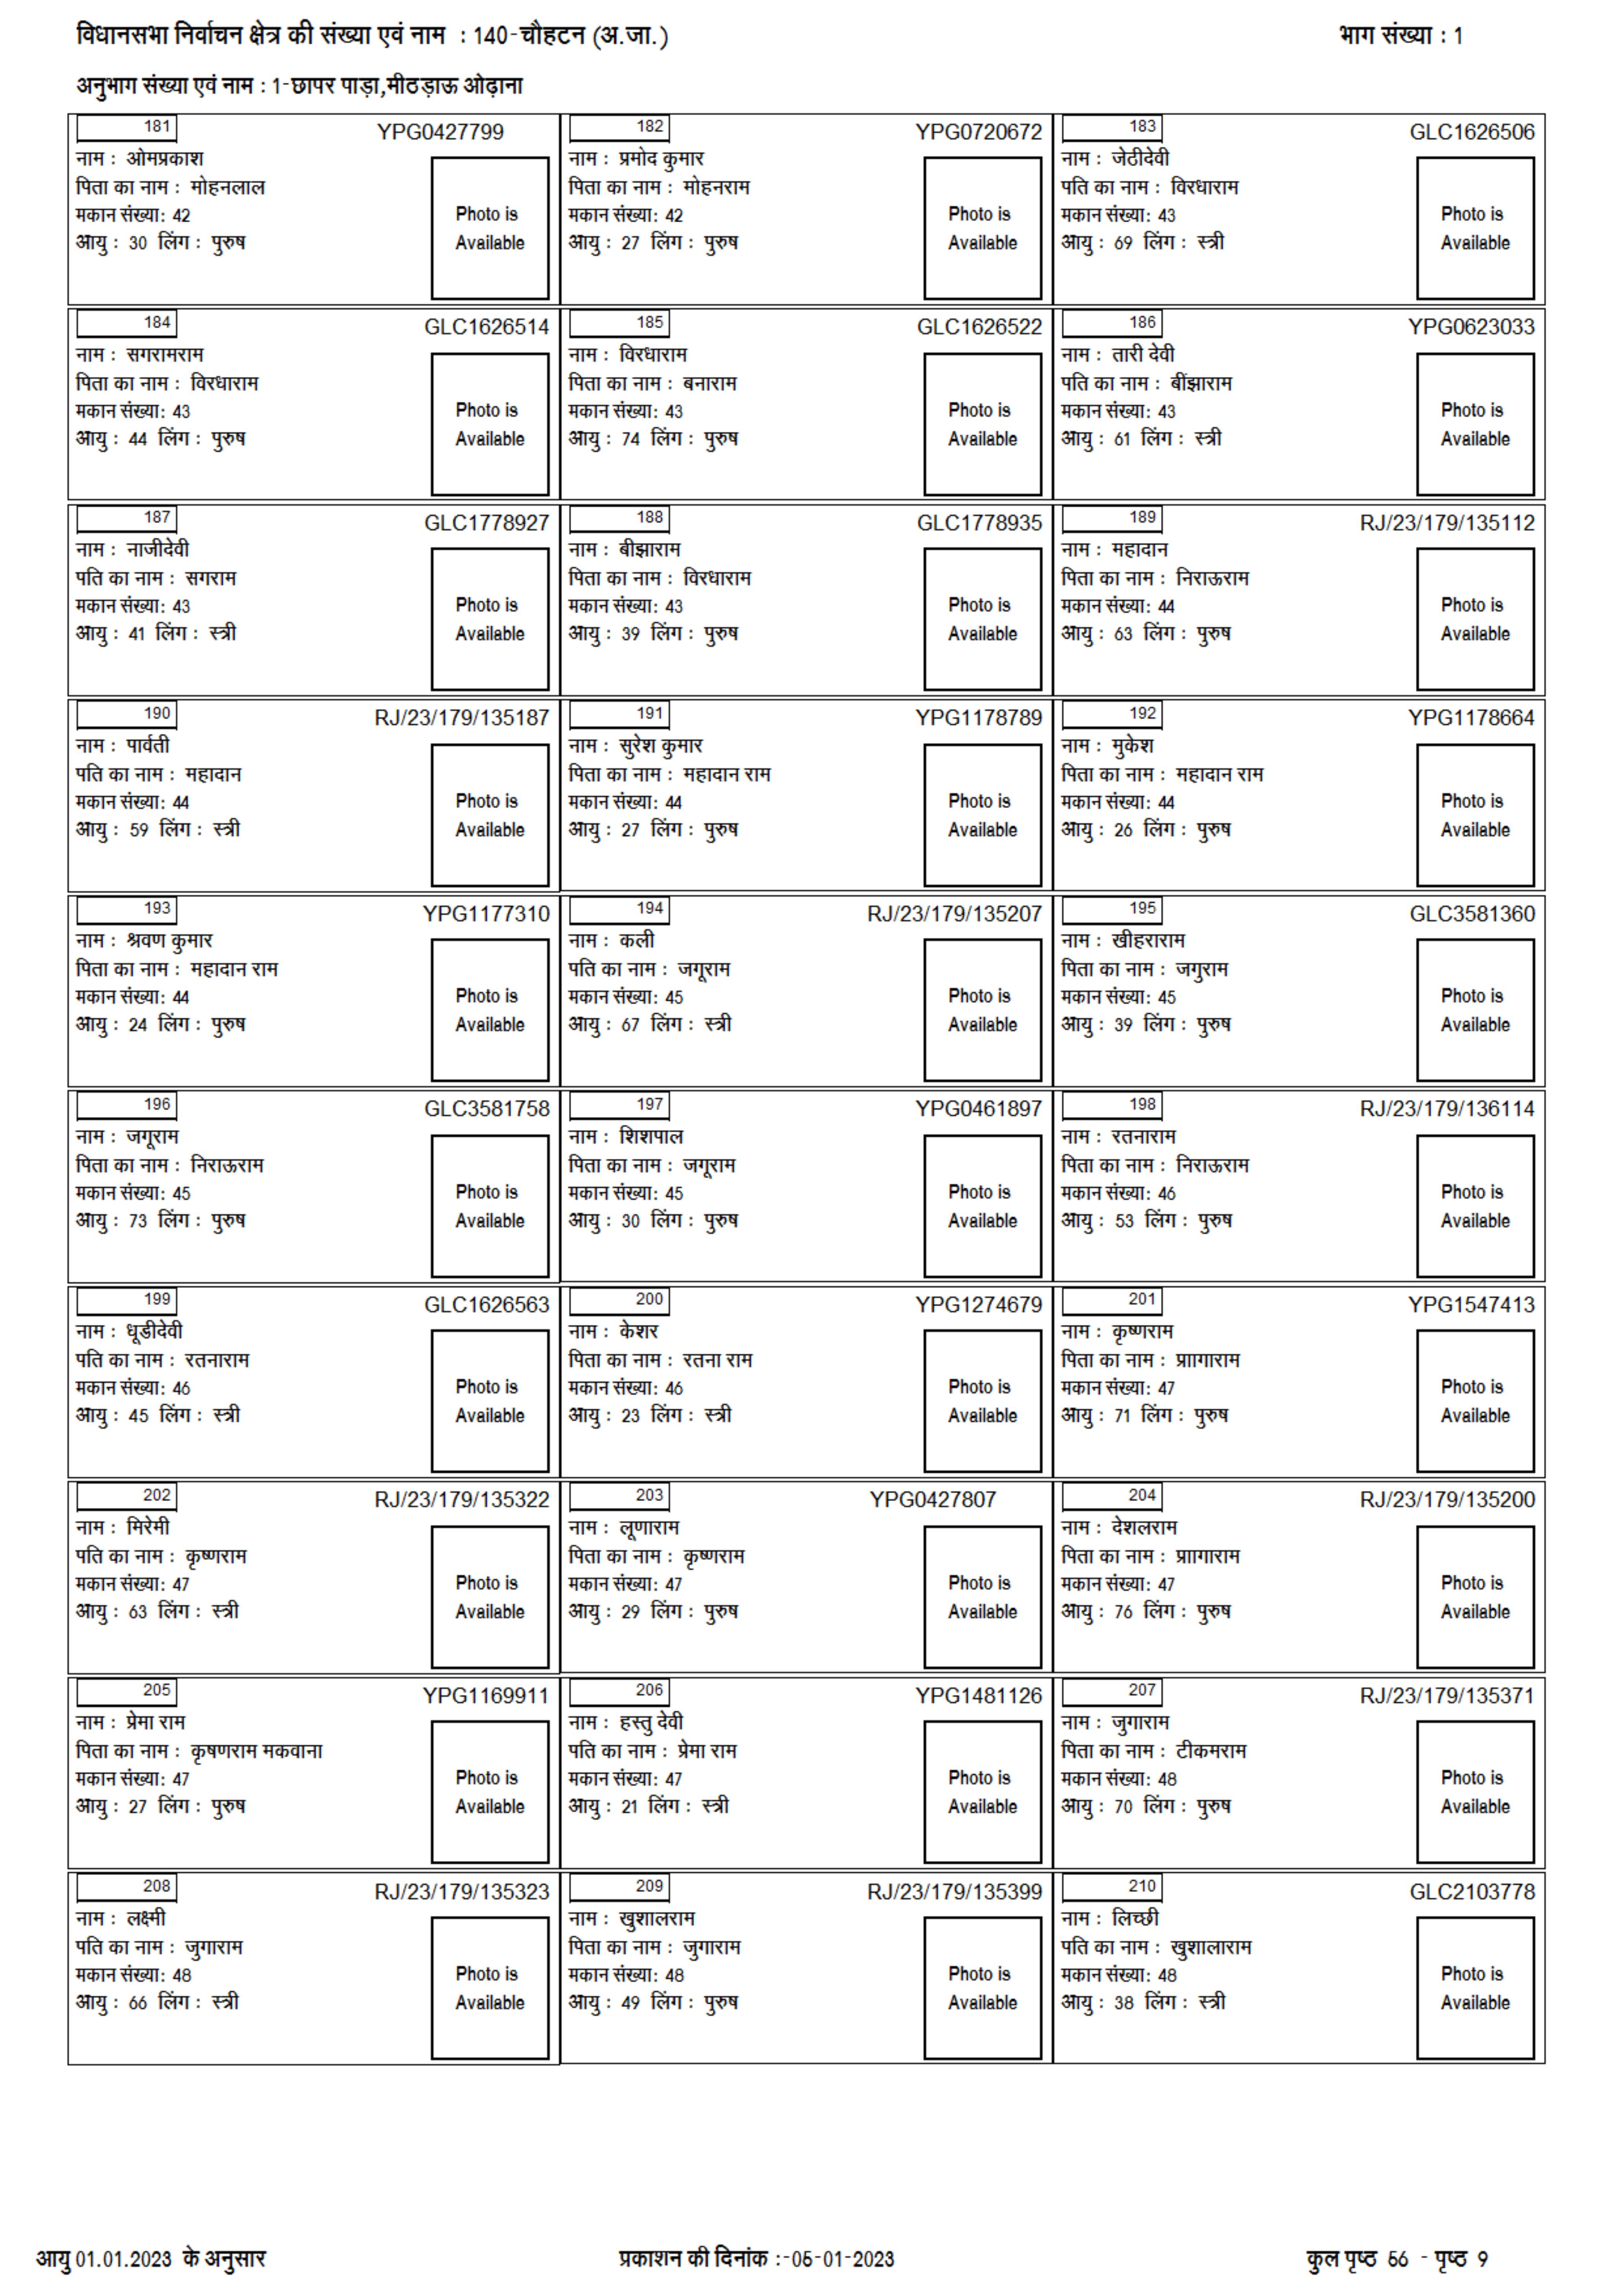 विधानसभा निर्वाचन क्षेत्र की संख्या एवं नाम : 140-चौहटन (अ.जा.) भाग संख्या : 1
अनुभाग संख्या एवं नाम : 1-छापर पाड़ा,मीठड़ाऊ ओढ़ाना
181 YPG0427799
नाम : ओमप्रकाश
पिता का नाम : मोहनलाल
मकान संख्या: 42
आयु : 30 लिंग : पुरुष
Photo is
Available
182 YPG0720672
नाम : प्रमोद कुमार
पिता का नाम : मोहनराम
मकान संख्या: 42
आयु : 27 लिंग : पुरुष
Photo is
Available
183 GLC1626506
नाम : जेठीदेवी
पति का नाम : विरधाराम
मकान संख्या: 43
आयु : 69 लिंग : स्त्री
Photo is
Available
184 GLC1626514
नाम : सगरामराम
पिता का नाम : विरधाराम
मकान संख्या: 43
आयु : 44 लिंग : पुरुष
Photo is
Available
185 GLC1626522
नाम : विरधाराम
पिता का नाम : बनाराम
मकान संख्या: 43
आयु : 74 लिंग : पुरुष
Photo is
Available
186 YPG0623033
नाम : तारी देवी
पति का नाम : बींझाराम
मकान संख्या: 43
आयु : 61 लिंग : स्त्री
Photo is
Available
187 GLC1778927
नाम : नाजीदेवी
पति का नाम : सगराम
मकान संख्या: 43
आयु : 41 लिंग : स्त्री
Photo is
Available
188 GLC1778935
नाम : बीझाराम
पिता का नाम : विरधाराम
मकान संख्या: 43
आयु : 39 लिंग : पुरुष
Photo is
Available
189 RJ/23/179/135112
नाम : महादान
पिता का नाम : निराऊराम
मकान संख्या: 44
आयु : 63 लिंग : पुरुष
Photo is
Available
190 RJ/23/179/135187
नाम : पार्वती
पति का नाम : महादान
मकान संख्या: 44
आयु : 59 लिंग : स्त्री
Photo is
Available
191 YPG1178789
नाम : सुरेश कुमार
पिता का नाम : महादान राम
मकान संख्या: 44
आयु : 27 लिंग : पुरुष
Photo is
Available
192 YPG1178664
नाम : मुकेश
पिता का नाम : महादान राम
मकान संख्या: 44
आयु : 26 लिंग : पुरुष
Photo is
Available
193 YPG1177310
नाम : श्रवण कुमार
पिता का नाम : महादान राम
मकान संख्या: 44
आयु : 24 लिंग : पुरुष
Photo is
Available
194 RJ/23/179/135207
नाम : कली
पति का नाम : जगूराम
मकान संख्या: 45
आयु : 67 लिंग : स्त्री
Photo is
Available
195 GLC3581360
नाम : खीहराराम
पिता का नाम : जगुराम
मकान संख्या: 45
आयु : 39 लिंग : पुरुष
Photo is
Available
196 GLC3581758
नाम : जगूराम
पिता का नाम : निराऊराम
मकान संख्या: 45
आयु : 73 लिंग : पुरुष
Photo is
Available
197 YPG0461897
नाम : शिशपाल
पिता का नाम : जगूराम
मकान संख्या: 45
आयु : 30 लिंग : पुरुष
Photo is
Available
198 RJ/23/179/136114
नाम : रतनाराम
पिता का नाम : निराऊराम
मकान संख्या: 46
आयु : 53 लिंग : पुरुष
Photo is
Available
199 GLC1626563
नाम : धूडीदेवी
पति का नाम : रतनाराम
मकान संख्या: 46
आयु : 45 लिंग : स्त्री
Photo is
Available
200 YPG1274679
नाम : केशर
पिता का नाम : रतना राम
मकान संख्या: 46
आयु : 23 लिंग : स्त्री
Photo is
Available
201 YPG1547413
नाम : कृष्णराम
पिता का नाम : प्राागाराम
मकान संख्या: 47
आयु : 71 लिंग : पुरुष
Photo is
Available
202 RJ/23/179/135322
नाम : मिरेमी
पति का नाम : कृष्णराम
मकान संख्या: 47
आयु : 63 लिंग : स्त्री
Photo is
Available
203 YPG0427807
नाम : लूणाराम
पिता का नाम : कृष्णराम
मकान संख्या: 47
आयु : 29 लिंग : पुरुष
Photo is
Available
204 RJ/23/179/135200
नाम : देशलराम
पिता का नाम : प्राागाराम
मकान संख्या: 47
आयु : 76 लिंग : पुरुष
Photo is
Available
205 YPG1169911
नाम : प्रेमा राम
पिता का नाम : कृषणराम मकवाना
मकान संख्या: 47
आयु : 27 लिंग : पुरुष
Photo is
Available
206 YPG1481126
नाम : हस्तु देवी
पति का नाम : प्रेमा राम
मकान संख्या: 47
आयु : 21 लिंग : स्त्री
Photo is
Available
207 RJ/23/179/135371
नाम : जुगाराम
पिता का नाम : टीकमराम
मकान संख्या: 48
आयु : 70 लिंग : पुरुष
Photo is
Available
208 RJ/23/179/135323
नाम : लक्ष्मी
पति का नाम : जुगाराम
मकान संख्या: 48
आयु : 66 लिंग : स्त्री
Photo is
Available
209 RJ/23/179/135399
नाम : खुशालराम
पिता का नाम : जुगाराम
मकान संख्या: 48
आयु : 49 लिंग : पुरुष
Photo is
Available
210 GLC2103778
नाम : लिच्छी
पति का नाम : खुशालाराम
मकान संख्या: 48
आयु : 38 लिंग : स्त्री
Photo is
Available
आयु 01.01.2023 के अनुसार प्रकाशन की दिनांक :-05-01-2023 कुल पृष्ठ 56 - पृष्ठ 9